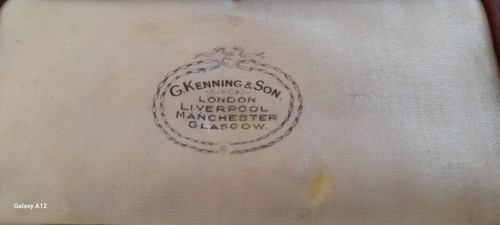 G. KENNING & SON.
LONDON
LIVERPOOL
MANCHESTER
GLASGOW.
Galaxy A12